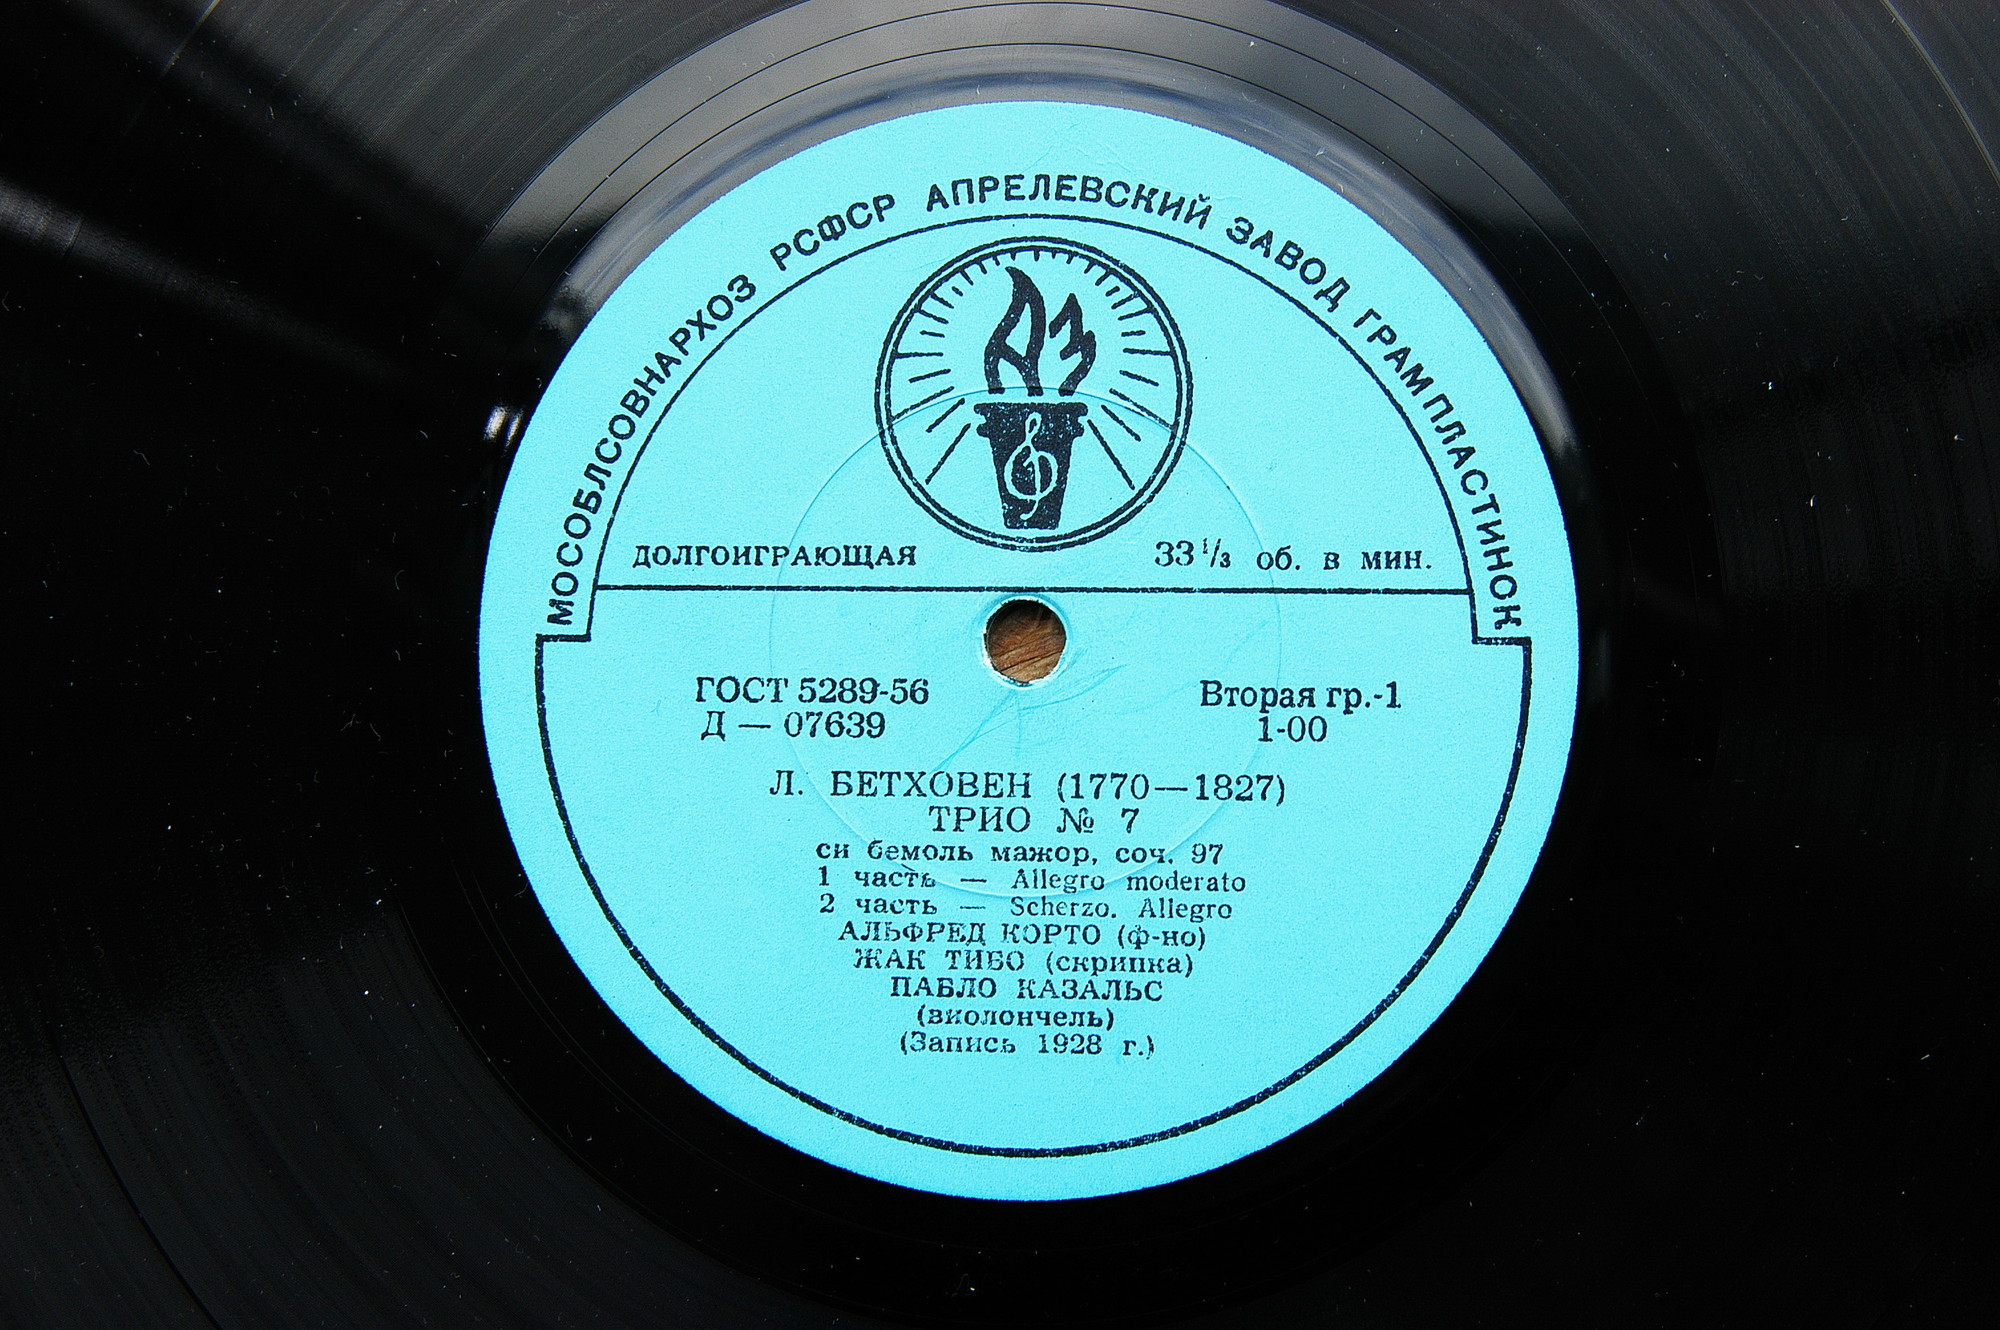 МОСОБЛСОВНАРХОЗ РСФСР АПРЕЛЕВСКИЙ ЗАВОД ГРАМПЛАСТИНОК
АЗ
ДОЛГОИГРАЮЩАЯ 33 1/3 об. в мин.
ГОСТ 5289-56 Вторая гр.-1
Д — 07639 1-00
Л. БЕТХОВЕН (1770—1827)
ТРИО № 7
си бемоль мажор, соч. 97
1 часть — Allegro moderato
2 часть — Scherzo. Allegro
АЛЬФРЕД КОРТО (ф-но)
ЖАК ТИБО (скрипка)
ПАБЛО КАЗАЛЬС
(виолончель)
(Запись 1928 г.)